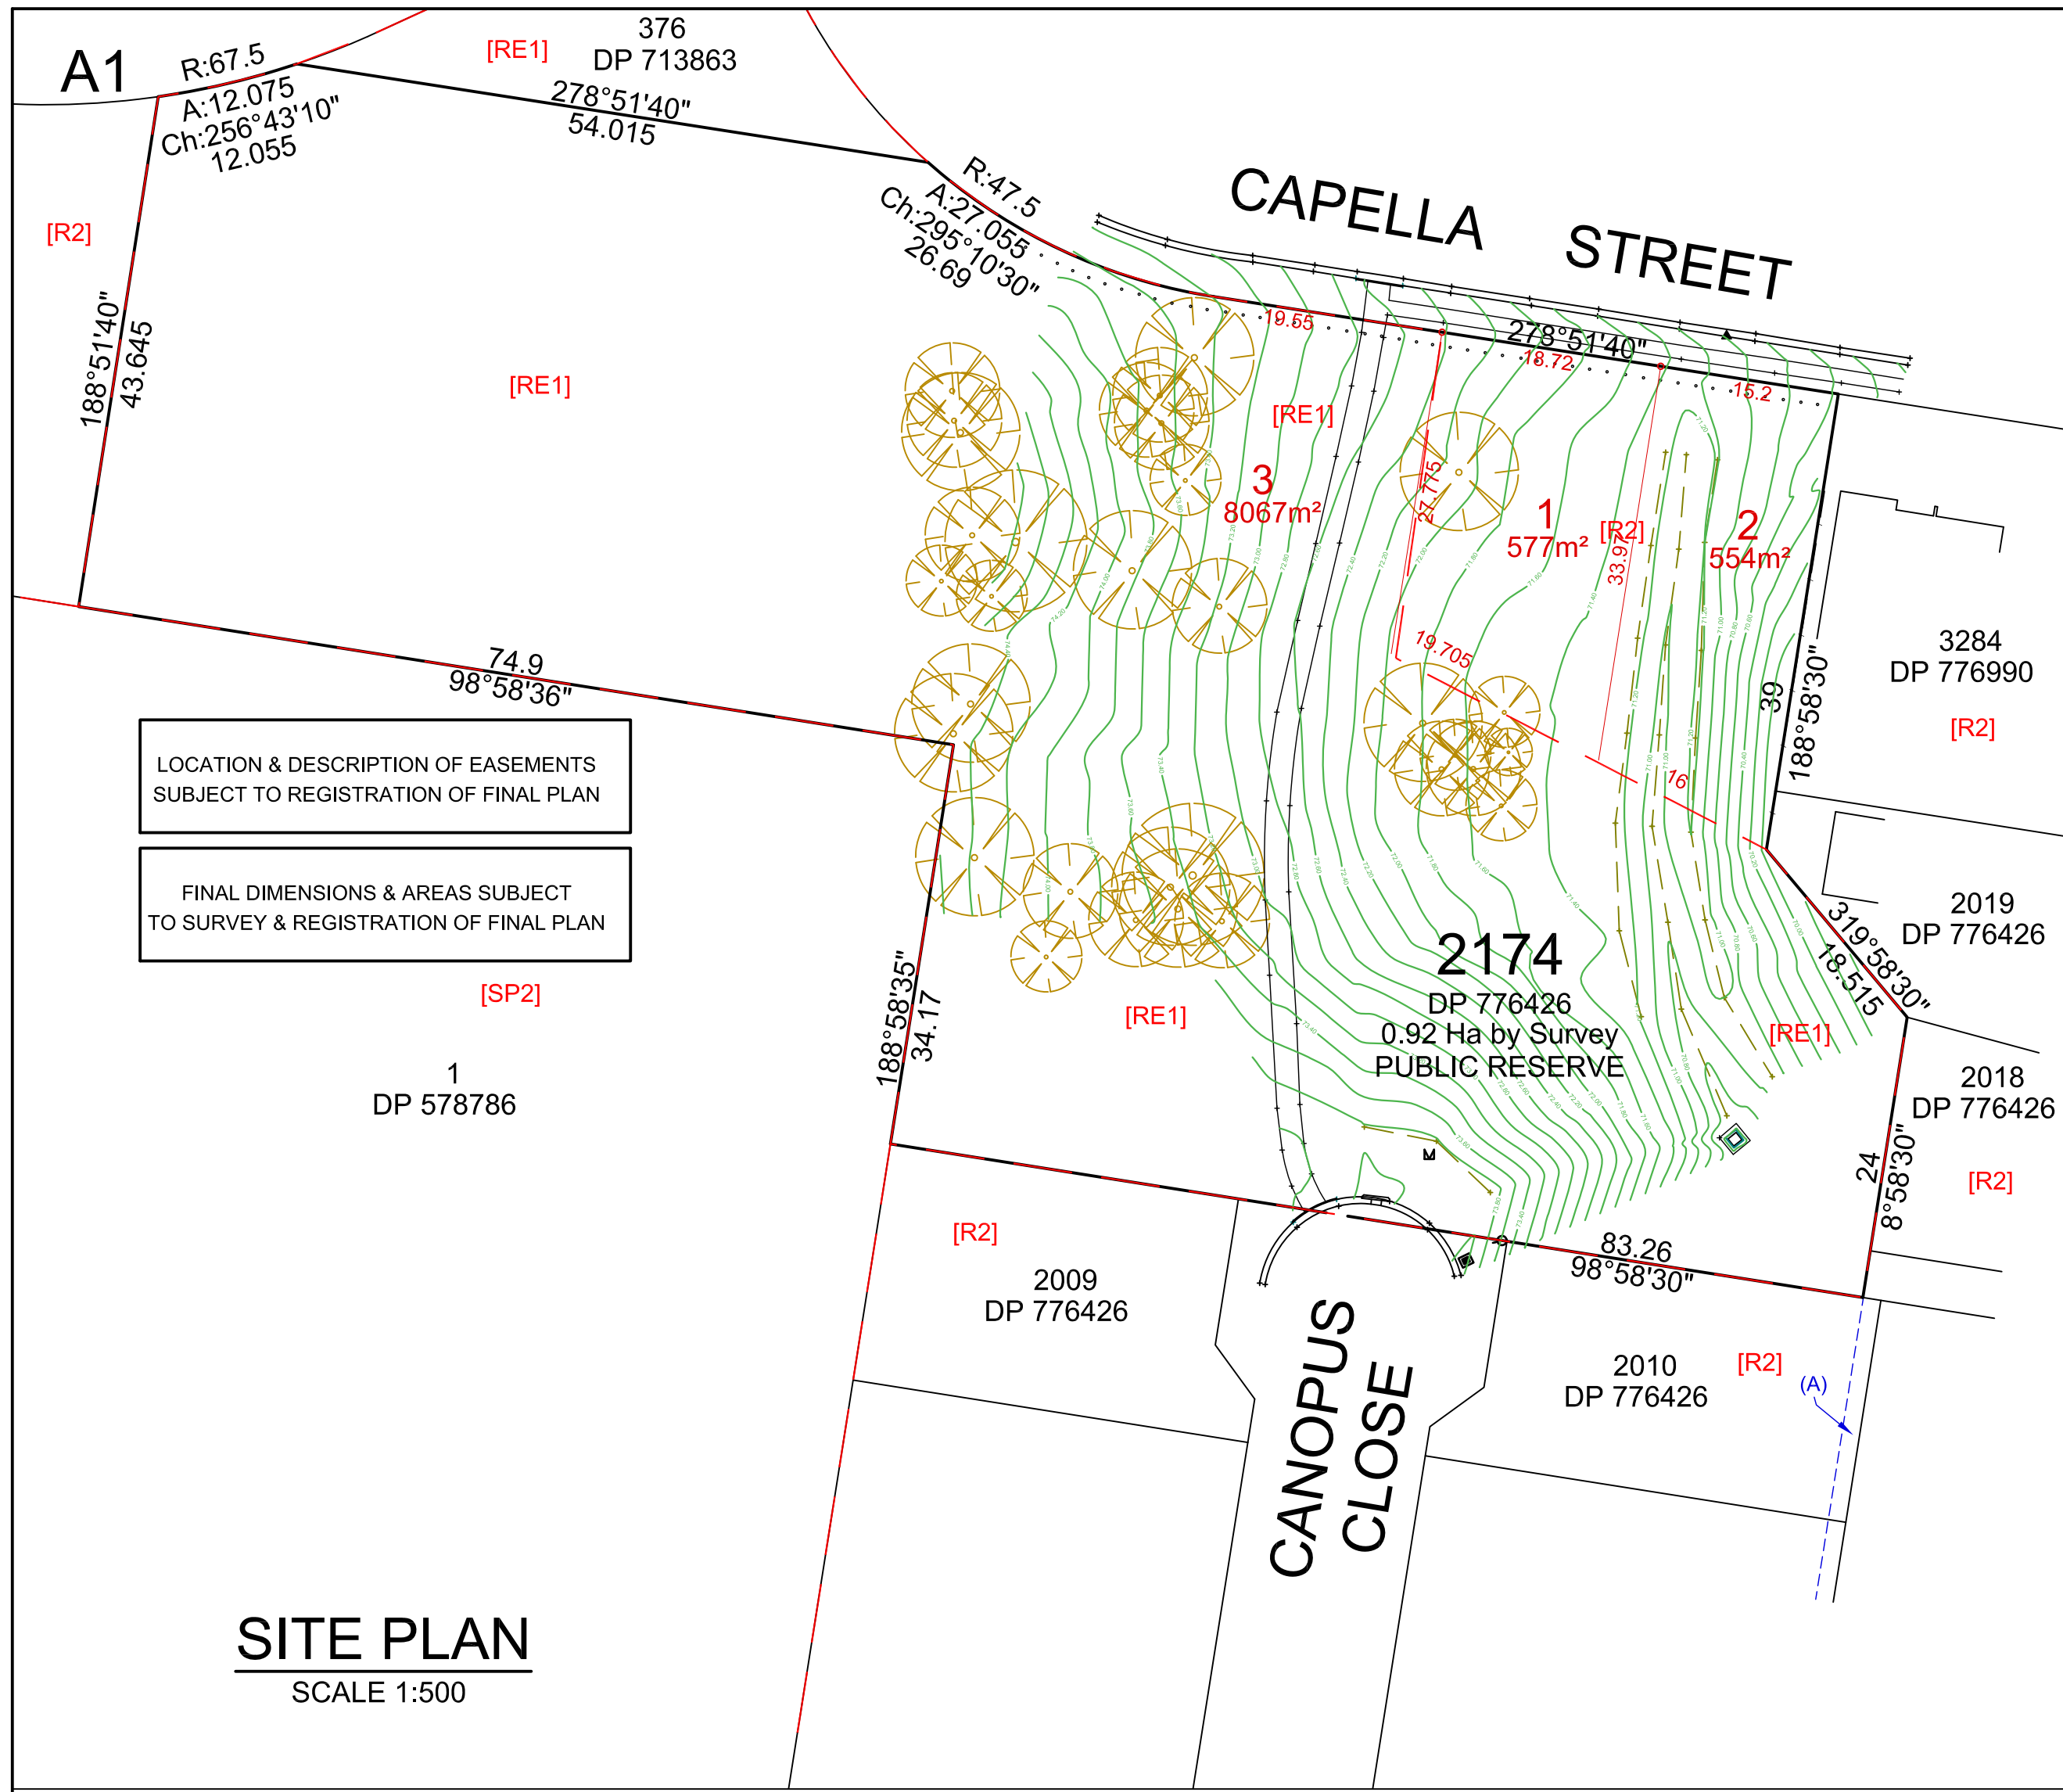 A1
R:67.5
A:12.075
Ch:256°43'10"
12.055
[RE1]
376
DP 713863
278°51'40"
54.015
R:47.5
A:27.055
Ch:295°10'30"
26.69
CAPELLA STREET
[R2]
188°51'40"
43.645
[RE1]
19.55
278°51'40"
18.72
15.2
[RE1]
3
8067m²
27.775
1
577m²
[R2]
2
554m²
19.705
16
39
188°58'30"
3284
DP 776990
[R2]
74.9
98°58'36"
LOCATION & DESCRIPTION OF EASEMENTS
SUBJECT TO REGISTRATION OF FINAL PLAN
FINAL DIMENSIONS & AREAS SUBJECT
TO SURVEY & REGISTRATION OF FINAL PLAN
[SP2]
1
DP 578786
188°58'35"
34.17
[RE1]
2174
DP 776426
0.92 Ha by Survey
PUBLIC RESERVE
[RE1]
319°58'30"
18.515
2019
DP 776426
2018
DP 776426
[R2]
24
8°58'30"
83.26
98°58'30"
[R2]
2009
DP 776426
CANOPUS
CLOSE
2010
DP 776426
[R2]
(A)
SITE PLAN
SCALE 1:500